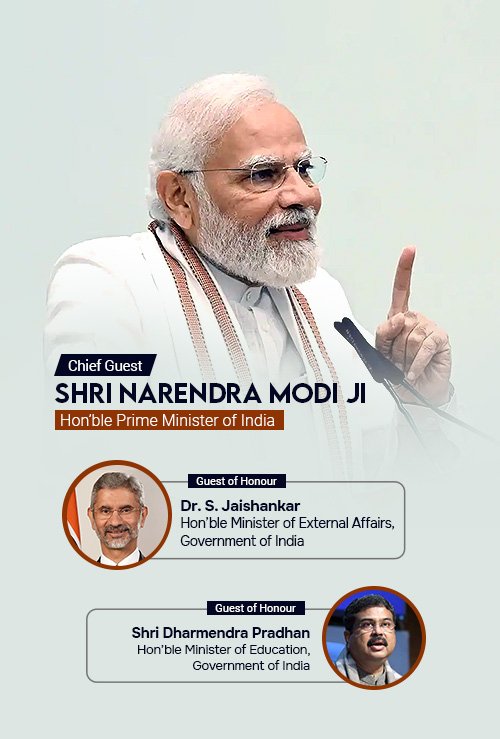 Chief Guest
SHRI NARENDRA MODI JI
Hon'ble Prime Minister of India
Guest of Honour
Dr. S. Jaishankar
Hon'ble Minister of External Affairs,
Government of India
Guest of Honour
Shri Dharmendra Pradhan
Hon'ble Minister of Education,
Government of India